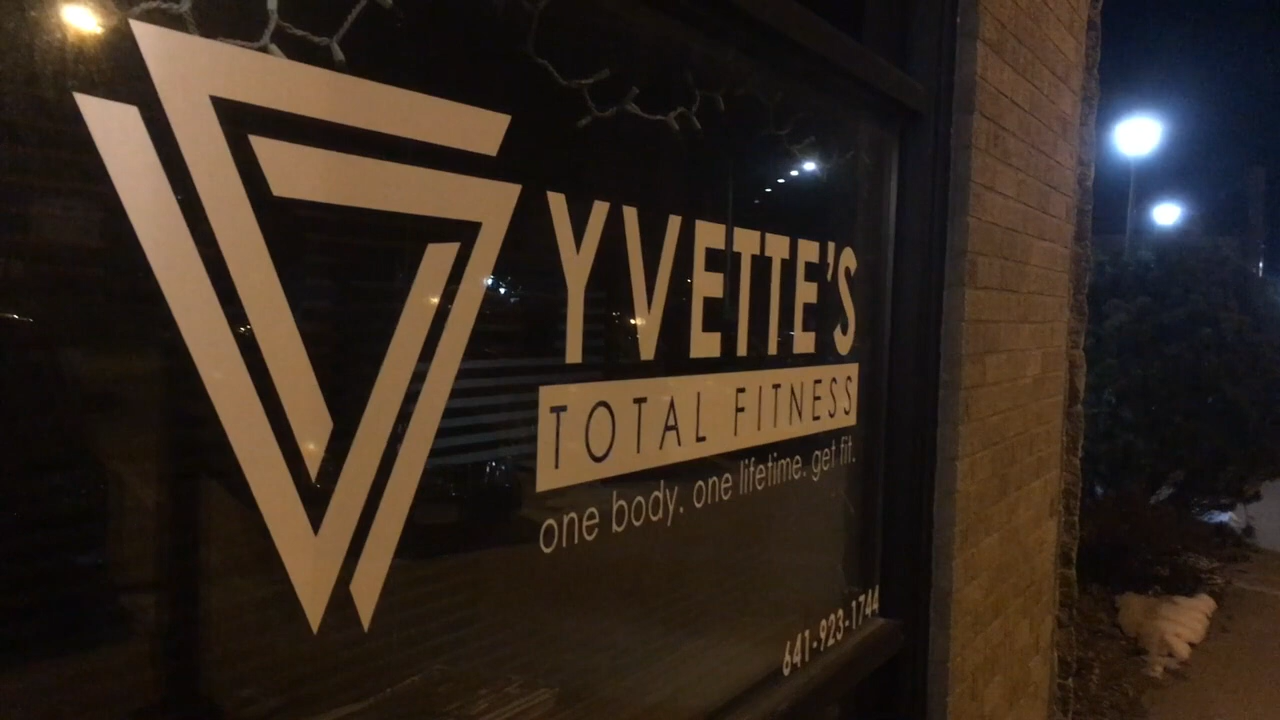 YVETTE'S
TOTAL FITNESS
one body. one lifetime. get fit.
641-923-1744